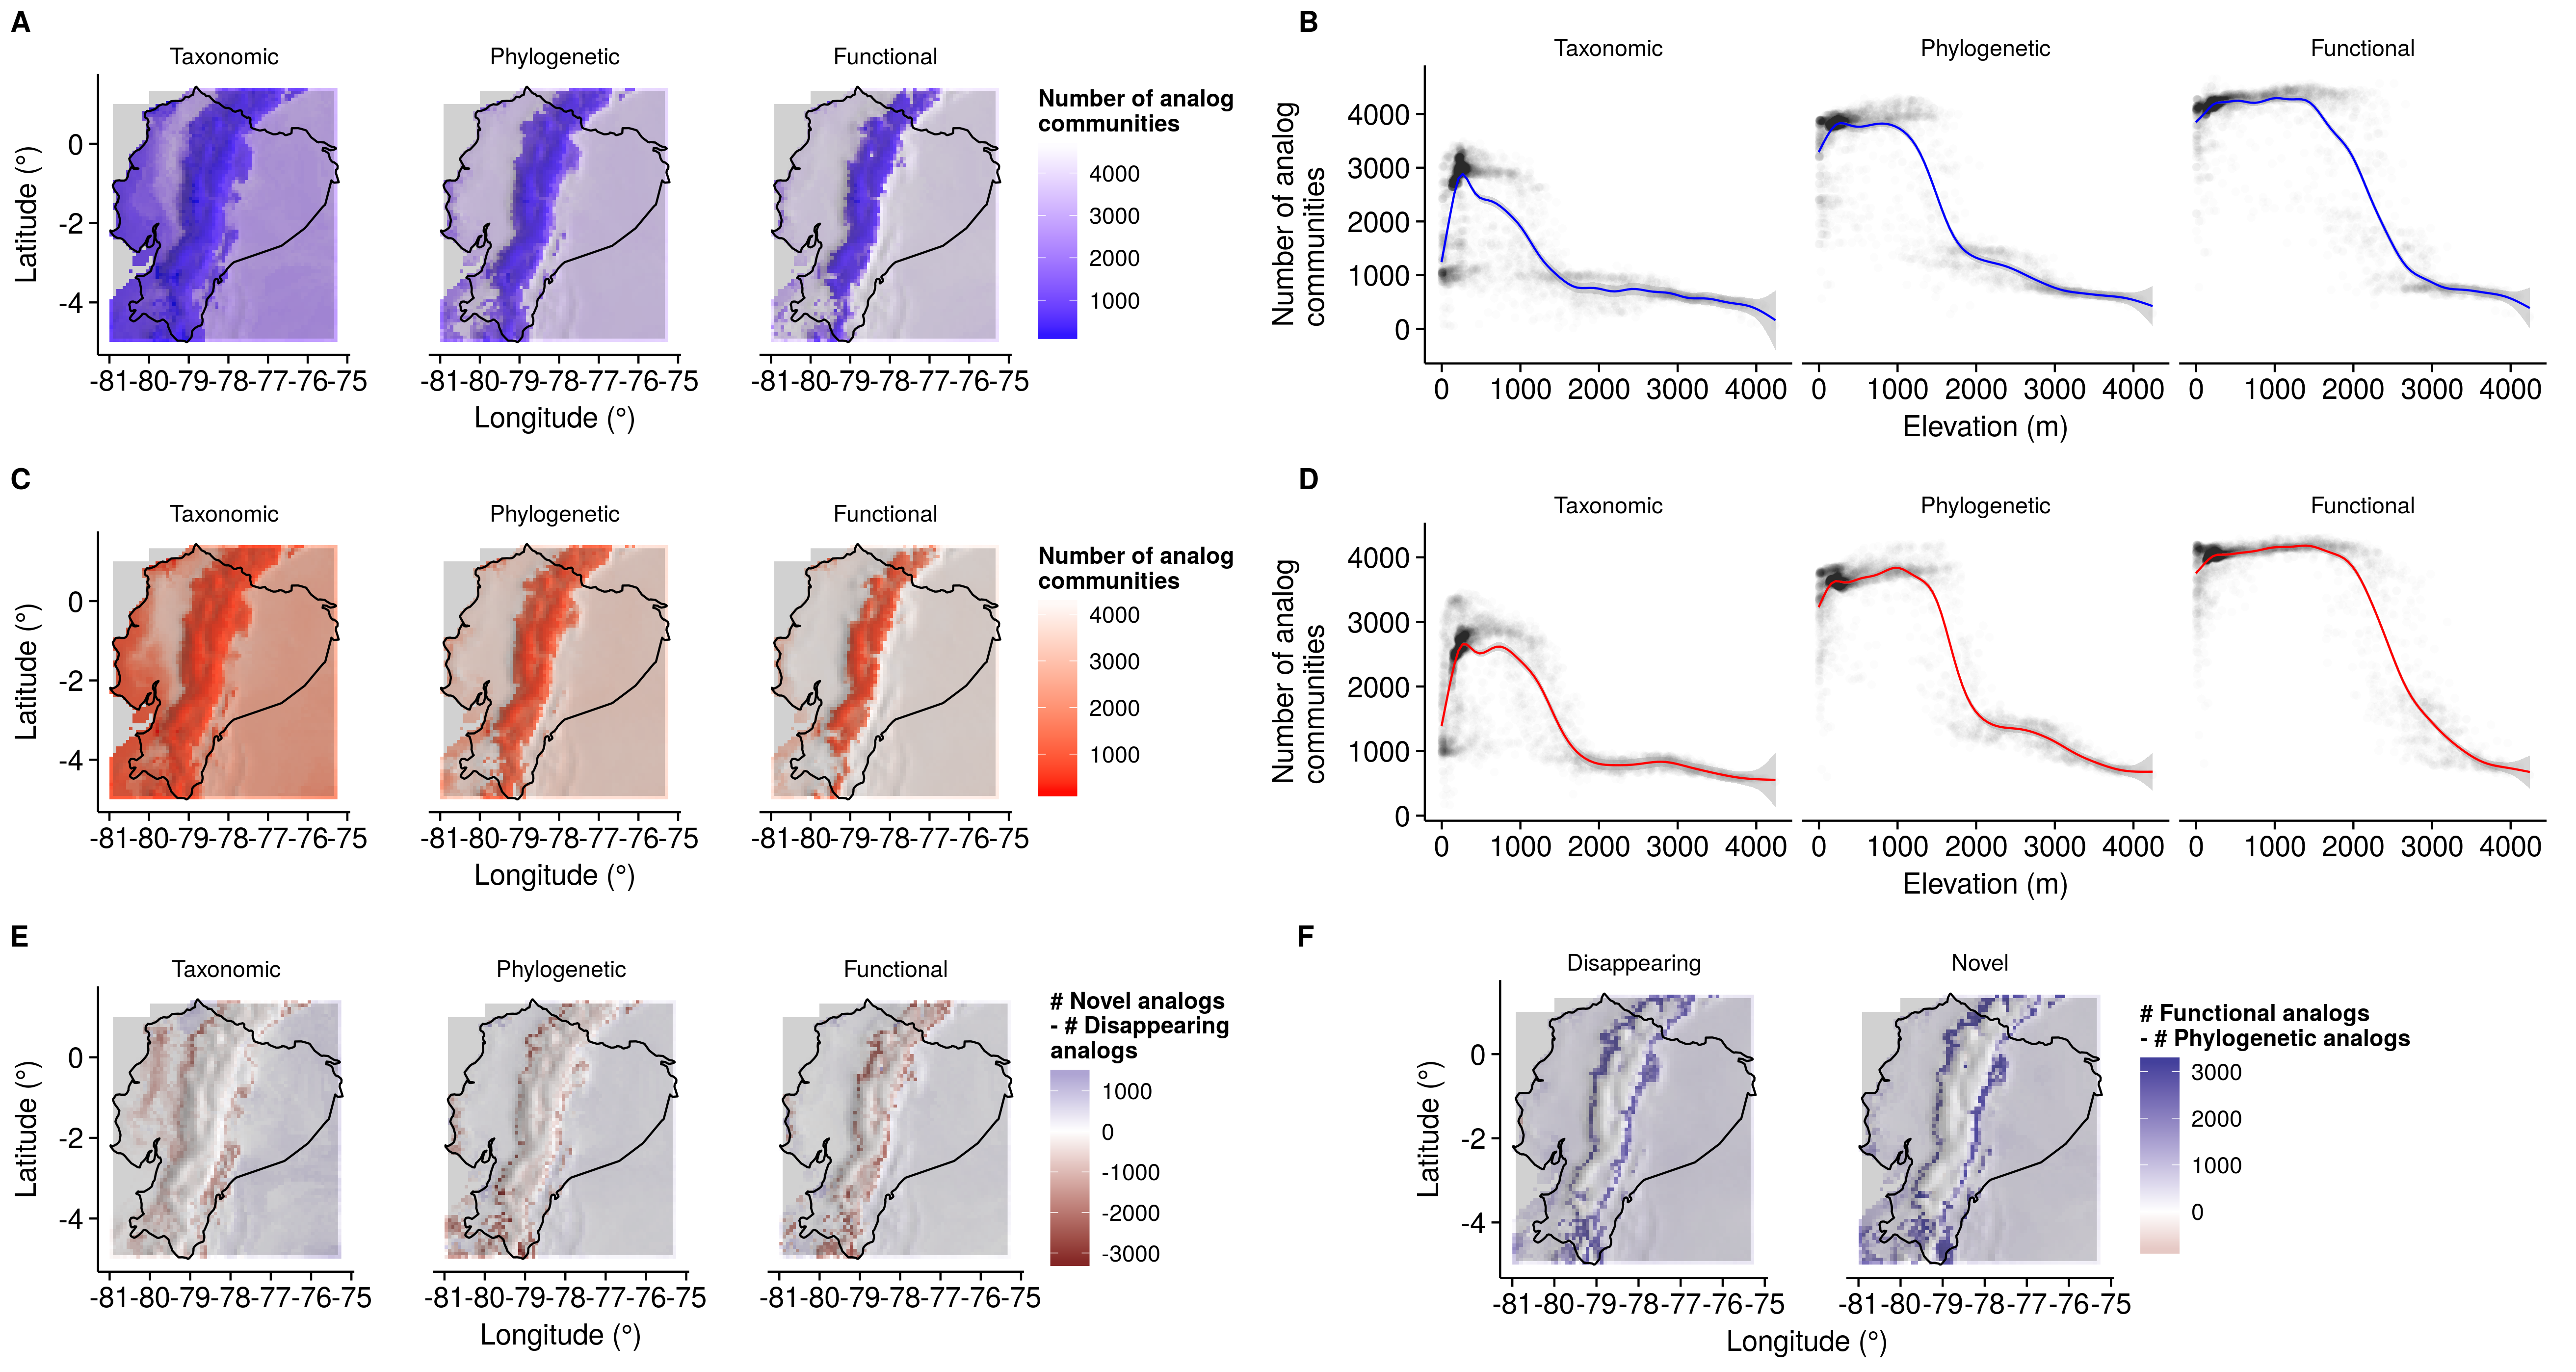 A
Taxonomic Phylogenetic Functional
Number of analog
communities
4000
3000
2000
1000
0
-2
-4
Latitude (°)
-81-80-79-78-77-76-75 -81-80-79-78-77-76-75 -81-80-79-78-77-76-75
Longitude (°)
B
Taxonomic Phylogenetic Functional
4000
3000
2000
1000
0
Number of analog
communities
0 1000 2000 3000 4000 0 1000 2000 3000 4000 0 1000 2000 3000 4000
Elevation (m)
C
Taxonomic Phylogenetic Functional
Number of analog
communities
4000
3000
2000
1000
0
-2
-4
Latitude (°)
-81-80-79-78-77-76-75 -81-80-79-78-77-76-75 -81-80-79-78-77-76-75
Longitude (°)
D
Taxonomic Phylogenetic Functional
4000
3000
2000
1000
0
Number of analog
communities
0 1000 2000 3000 4000 0 1000 2000 3000 4000 0 1000 2000 3000 4000
Elevation (m)
E
Taxonomic Phylogenetic Functional
# Novel analogs
- # Disappearing
analogs
1000
0
-1000
-2000
-3000
0
-2
-4
Latitude (°)
-81-80-79-78-77-76-75 -81-80-79-78-77-76-75 -81-80-79-78-77-76-75
Longitude (°)
F
Disappearing Novel
# Functional analogs
- # Phylogenetic analogs
3000
2000
1000
0
0
-2
-4
Latitude (°)
-81-80-79-78-77-76-75 -81-80-79-78-77-76-75
Longitude (°)